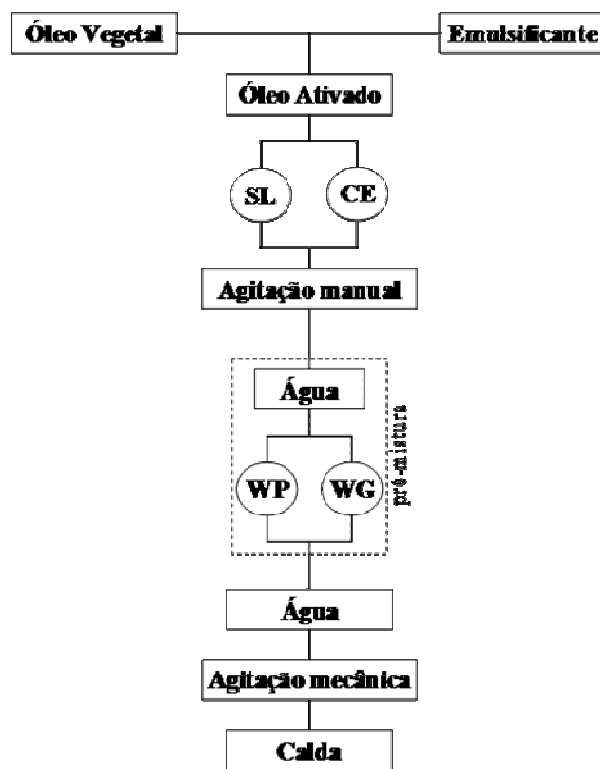 Óleo Vegetal
Emulsificante
Óleo Ativado
SL
CE
Agitação manual
Água
WP
WG
pré-mistura
Água
Agitação mecânica
Calda